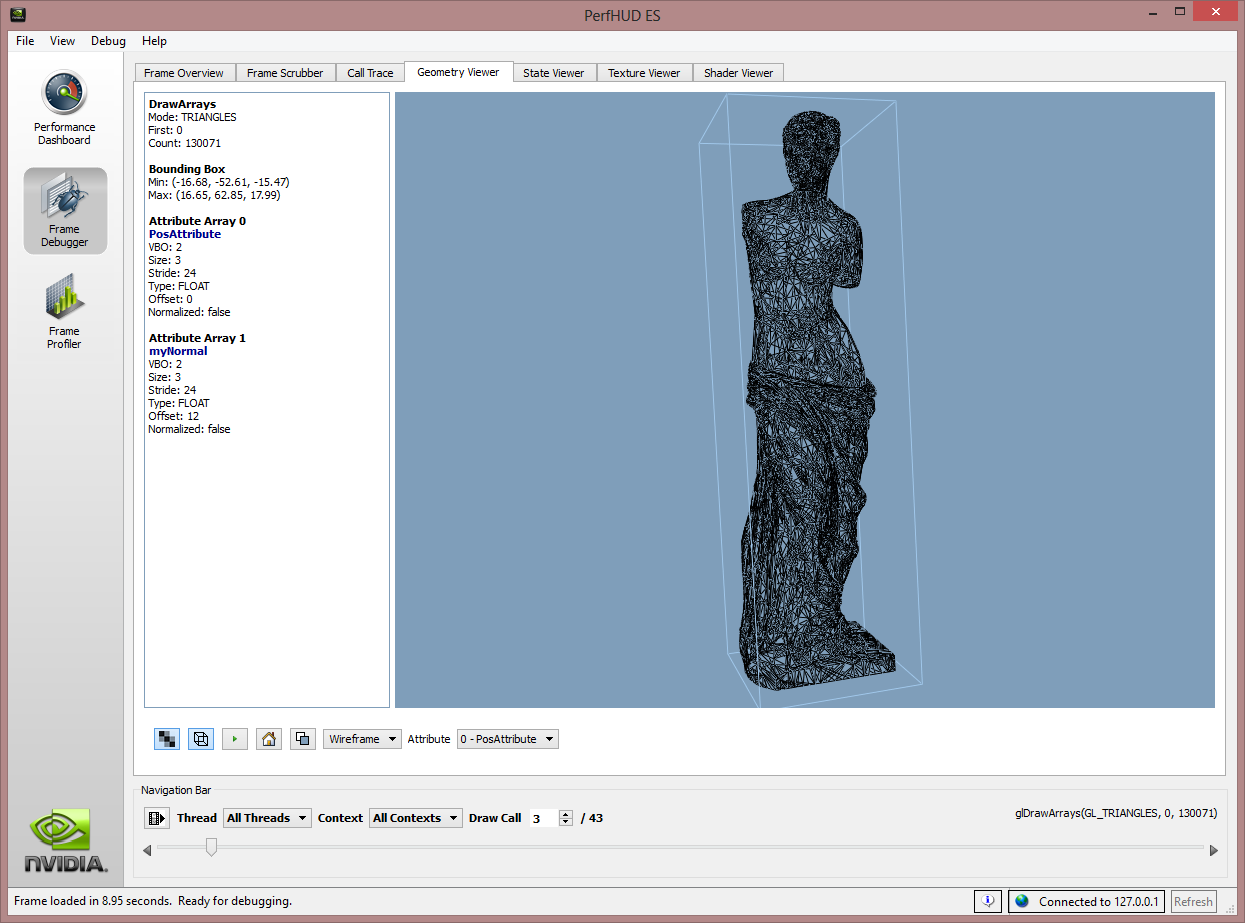 PerfHUD ES
File View Debug Help
Performance
Dashboard
Frame
Debugger
Frame
Profiler
NVIDIA.
Frame Overview Frame Scrubber Call Trace Geometry Viewer State Viewer Texture Viewer Shader Viewer
DrawArrays
Mode: TRIANGLES
First: 0
Count: 130071
Bounding Box
Min: (-16.68, -52.61, -15.47)
Max: (16.65, 62.85, 17.99)
Attribute Array 0
PosAttribute
VBO: 2
Size: 3
Stride: 24
Type: FLOAT
Offset: 0
Normalized: false
Attribute Array 1
myNormal
VBO: 2
Size: 3
Stride: 24
Type: FLOAT
Offset: 12
Normalized: false
Wireframe Attribute 0 - PosAttribute
Navigation Bar
Thread All Threads Context All Contexts Draw Call 3 / 43
glDrawArrays(GL_TRIANGLES, 0, 130071)
Frame loaded in 8.95 seconds. Ready for debugging.
Connected to 127.0.0.1 Refresh